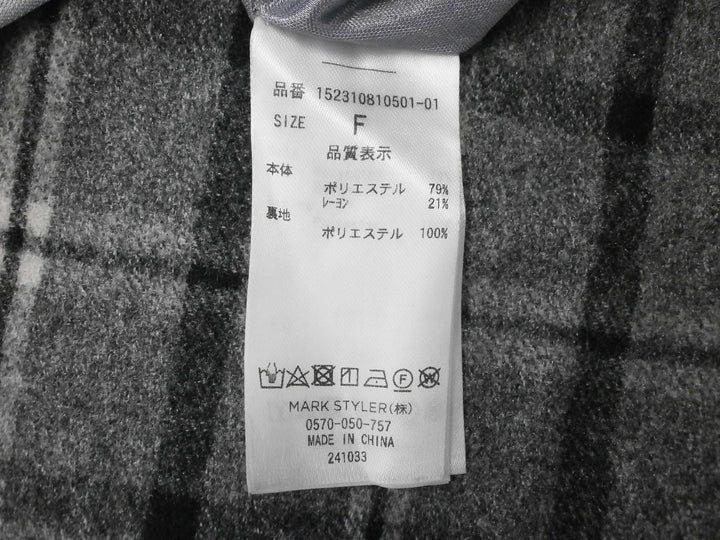 品番 152310810501-01
SIZE F
品質表示
本体
ポリエステル 79%
レーヨン 21%
裏地
ポリエステル 100%
F W
MARK STYLER(株)
0570-050-757
MADE IN CHINA
241033